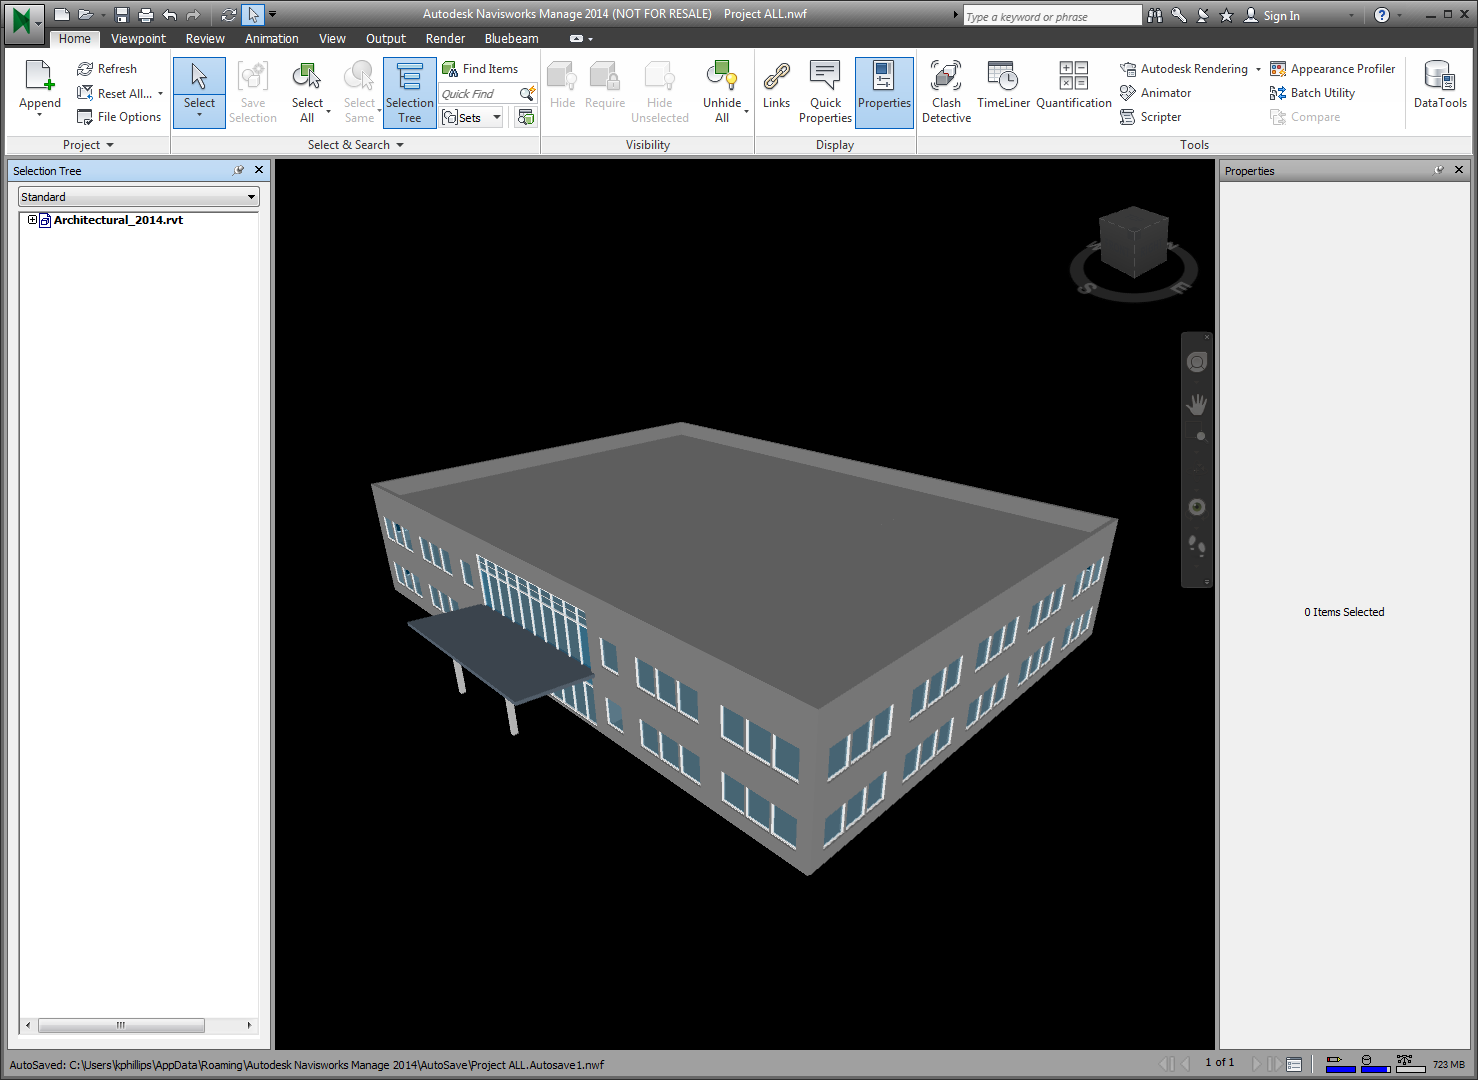 Autodesk Navisworks Manage 2014 (NOT FOR RESALE) Project ALL.nwf
Type a keyword or phrase
Sign In
Home Viewpoint Review Animation View Output Render Bluebeam
Append
Refresh
Reset All...
File Options
Project
Select
Save Selection
Select All
Select Same
Selection Tree
Find Items
Quick Find
Sets
Select & Search
Hide
Require
Hide Unselected
Unhide All
Visibility
Links
Quick Properties
Properties
Display
Clash Detective
TimeLiner
Quantification
Autodesk Rendering
Animator
Scripter
Appearance Profiler
Batch Utility
Compare
Tools
DataTools
Selection Tree
Standard
Architectural_2014.rvt
N
S
E
Properties
0 Items Selected
AutoSaved: C:\Users\kphillips\AppData\Roaming\Autodesk Navisworks Manage 2014\AutoSave\Project ALL.Autosave1.nwf
1 of 1
723 MB